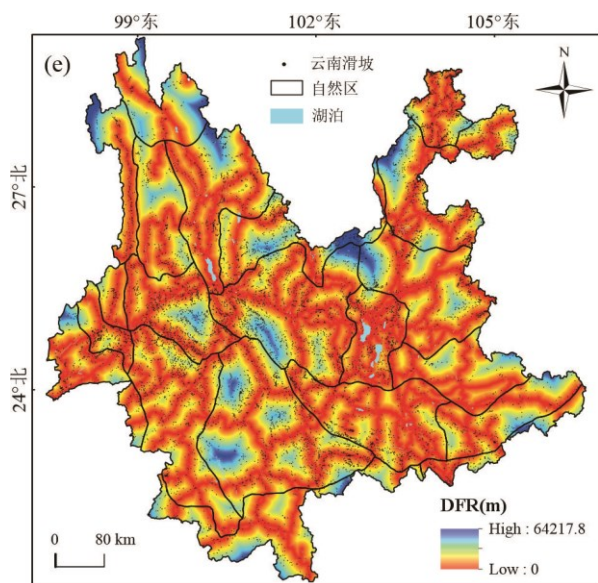 99°东
102°东
105°东
(e)
云南滑坡
自然区
湖泊
N
27°北
24°北
DFR(m)
High : 64217.8
Low : 0
0 80 km